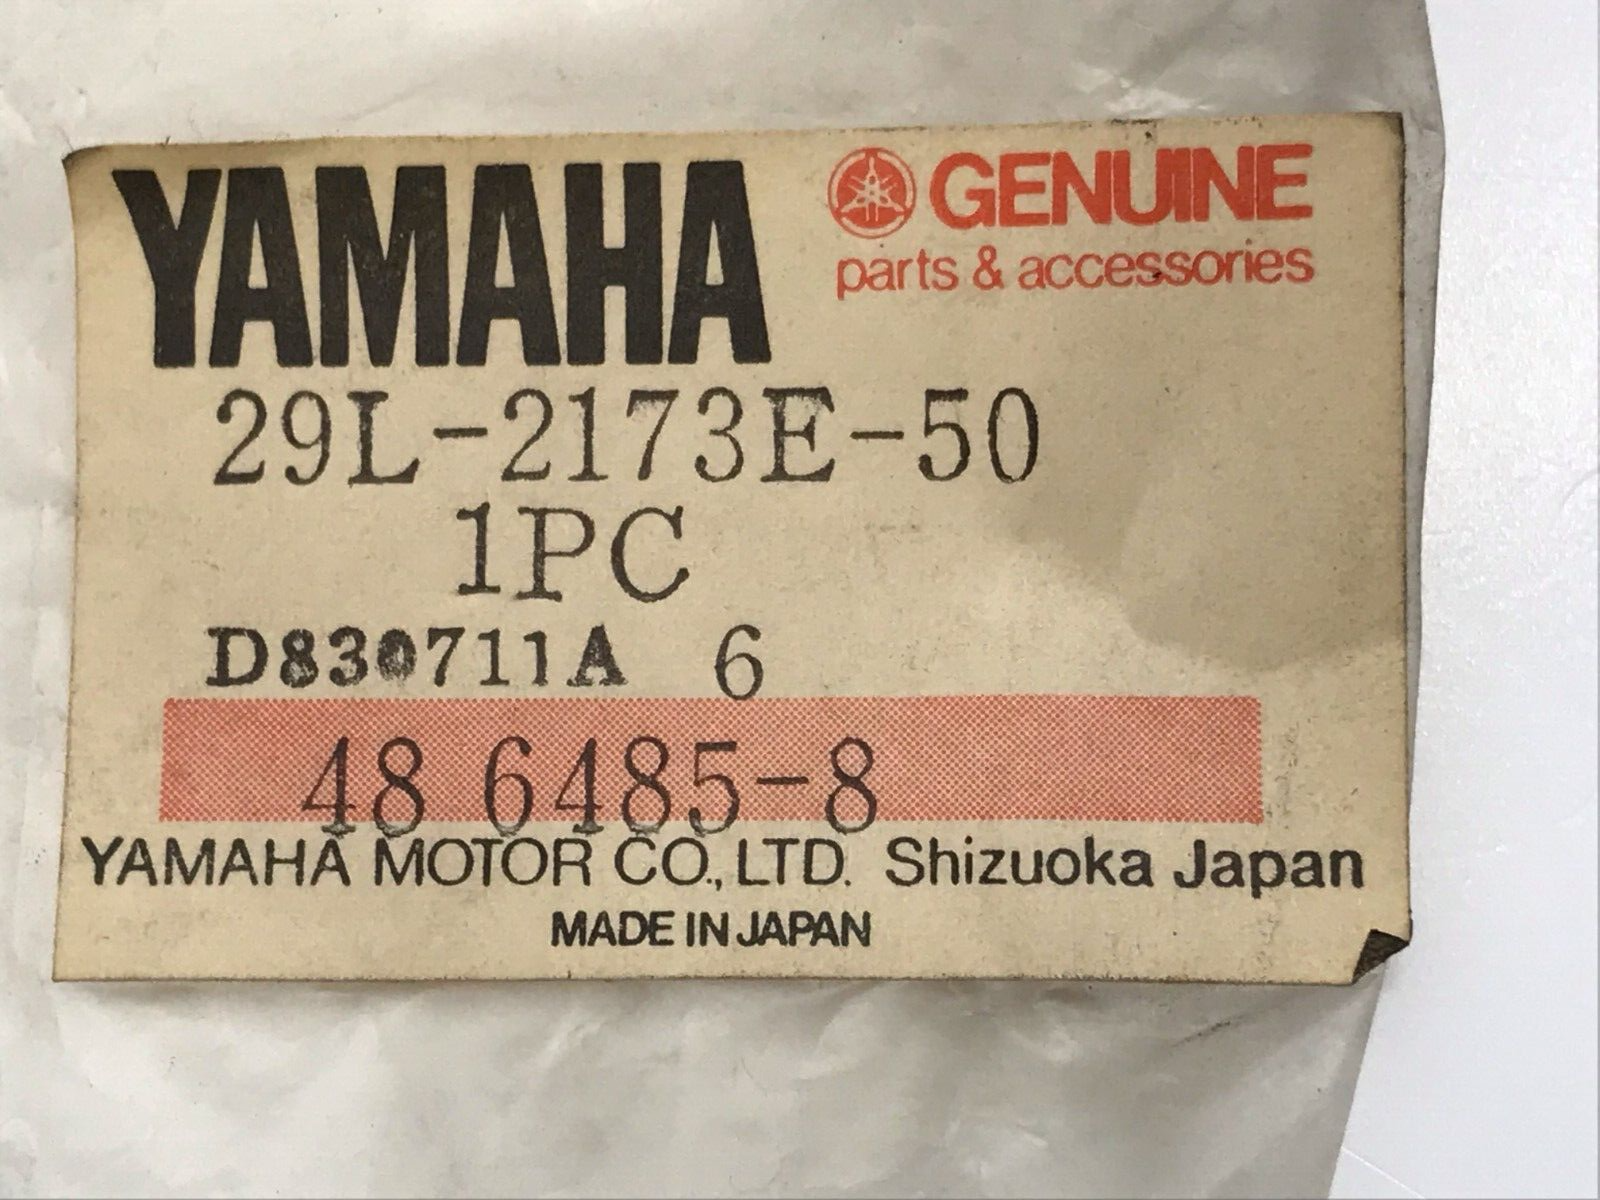 YAMAHA
GENUINE
parts & accessories
29L-2173E-50
1PC
D830711A 6
48 6485-8
YAMAHA MOTOR CO., LTD. Shizuoka Japan
MADE IN JAPAN